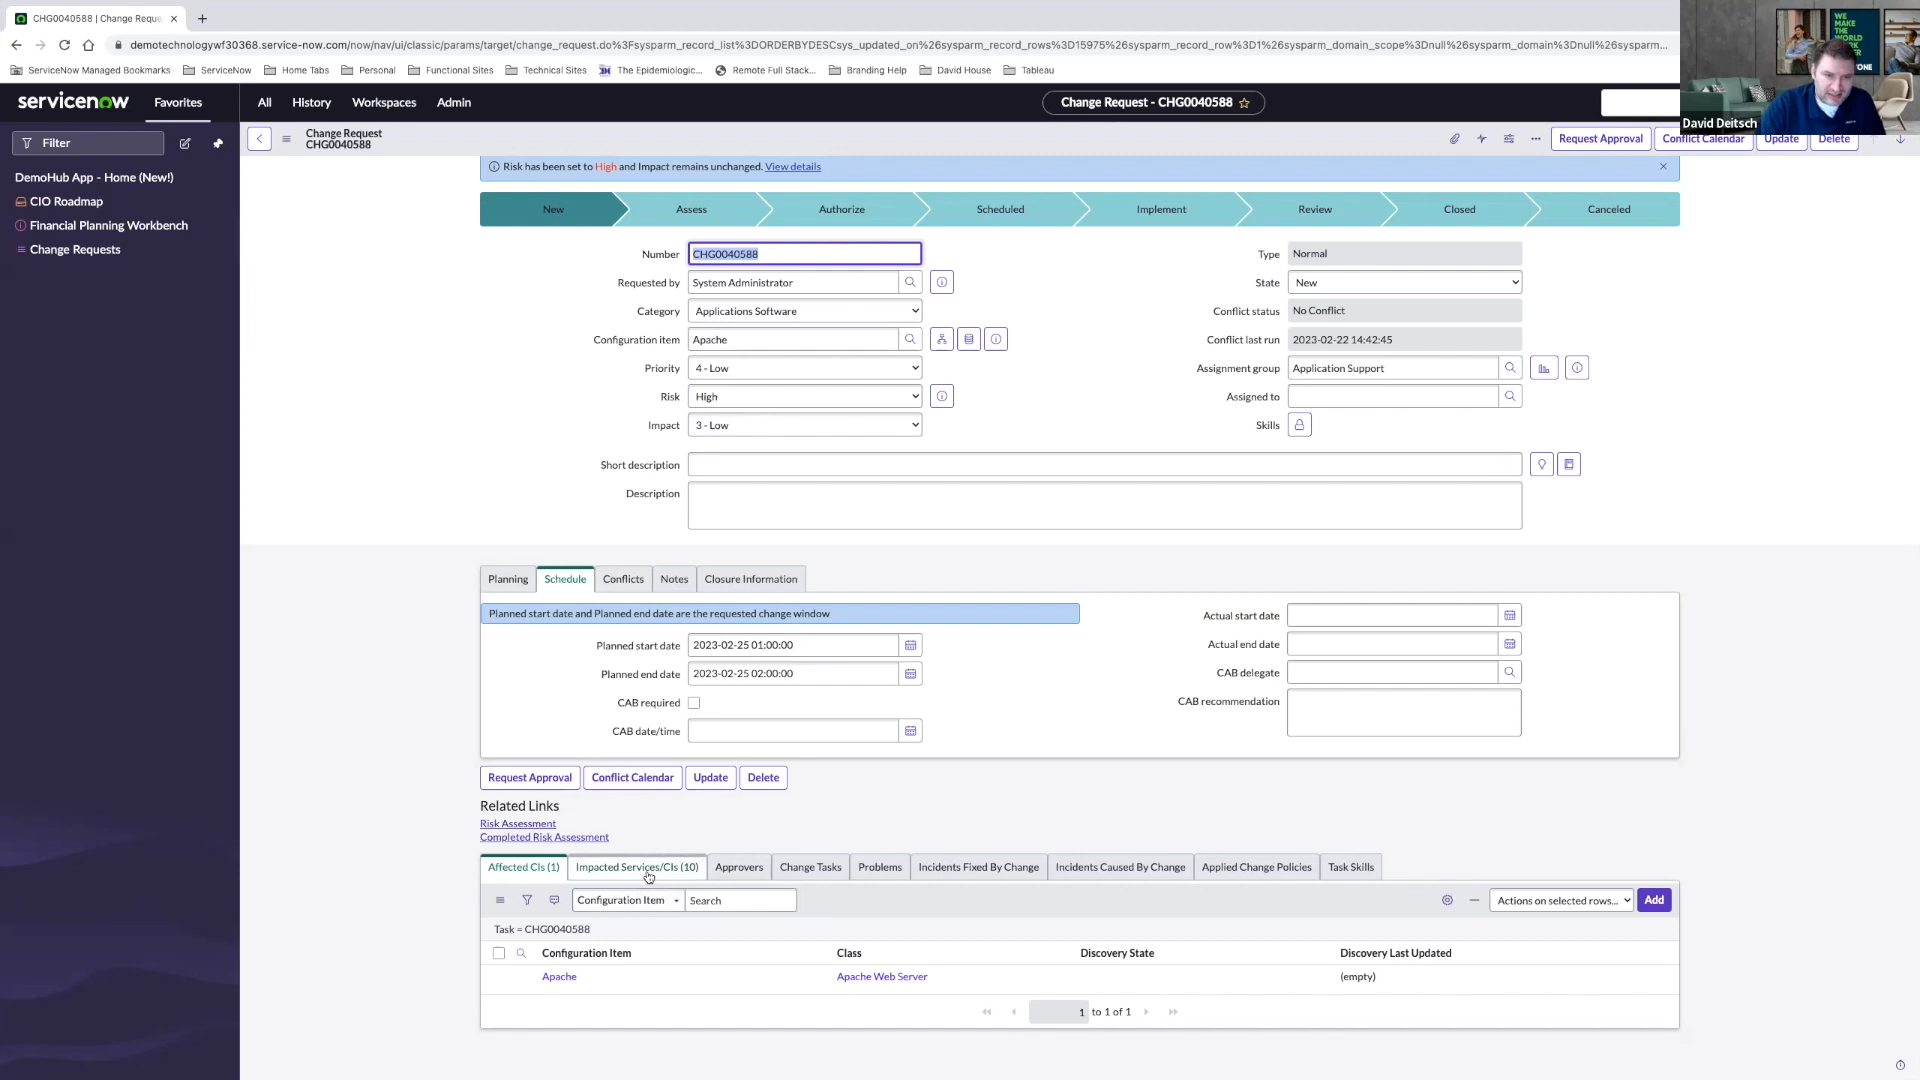 CHG0040588 | Change Reque
demotechnologywf30368.service-now.com/now/nav/ui/classic/params/target/change_request.do%3Fsysparm_record_list%3DORDERBYDESCsys_updated_on%26sysparm_record_rows%3D15975%26sysparm_record_row%3D1%26sysparm_domain_scope%3Dnull%26sysparm_domain%3Dnull%26sysparm...
ServiceNow Managed Bookmarks
ServiceNow
Home Tabs
Personal
Functional Sites
Technical Sites
The Epidemiologic...
Remote Full Stack...
Branding Help
David House
Tableau
WE
MAKE
THE
WORLD
David Deitsch
servicenow
Favorites
All
History
Workspaces
Admin
Change Request - CHG0040588
Filter
DemoHub App - Home (New!)
CIO Roadmap
Financial Planning Workbench
Change Requests
Change Request
CHG0040588
Request Approval
Conflict Calendar
Update
Delete
Risk has been set to High and Impact remains unchanged. View details
New
Assess
Authorize
Scheduled
Implement
Review
Closed
Canceled
Number CHG0040588
Requested by System Administrator
Category Applications Software
Configuration item Apache
Priority 4 - Low
Risk High
Impact 3 - Low
Type Normal
State New
Conflict status No Conflict
Conflict last run 2023-02-22 14:42:45
Assignment group Application Support
Assigned to
Skills
Short description
Description
Planning
Schedule
Conflicts
Notes
Closure Information
Planned start date and Planned end date are the requested change window
Planned start date 2023-02-25 01:00:00
Planned end date 2023-02-25 02:00:00
CAB required
CAB date/time
Actual start date
Actual end date
CAB delegate
CAB recommendation
Request Approval
Conflict Calendar
Update
Delete
Related Links
Risk Assessment
Completed Risk Assessment
Affected CIs (1)
Impacted Services/CIs (10)
Approvers
Change Tasks
Problems
Incidents Fixed By Change
Incidents Caused By Change
Applied Change Policies
Task Skills
Configuration Item
Search
Actions on selected rows...
Add
Task = CHG0040588
Configuration Item
Class
Discovery State
Discovery Last Updated
Apache
Apache Web Server
(empty)
1 to 1 of 1